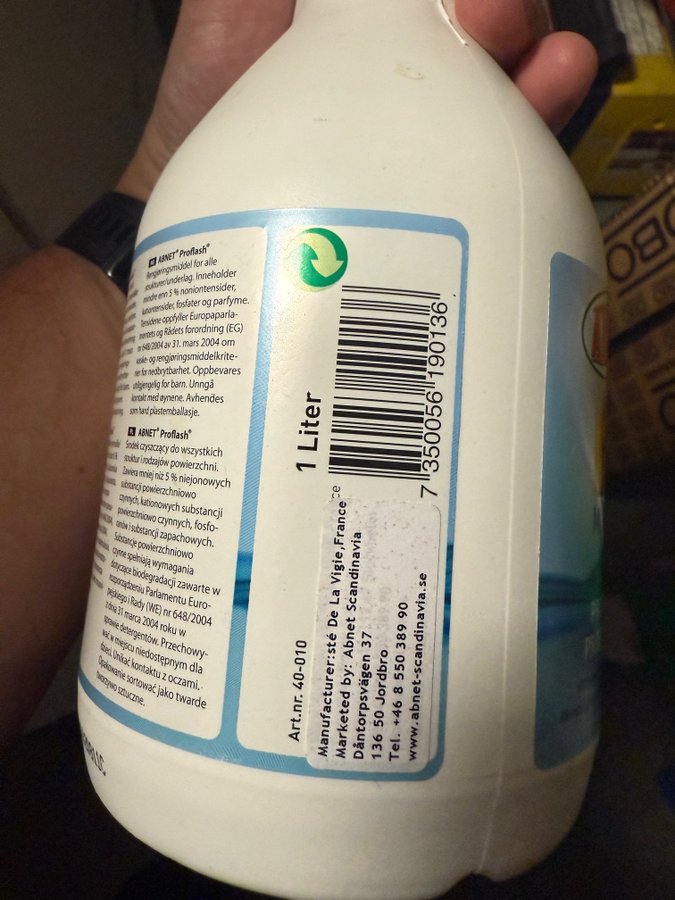 ABNET® Proflash®
Rengjøringsmiddel for alle
strukturer/underlag. Inneholder
mindre enn 5 % noniontensider,
kationtensider, fosfater og parfyme.
Tensidene oppfyller Europaparla-
mentets og Rådets forordning (EG)
nr 648/2004 av 31. mars 2004 om
vaske- og rengjøringsmiddelkrite-
rier for nedbrytbarhet. Oppbevares
utilgjengelig for barn. Unngå
kontakt med øynene. Avhendes
som hard plastemballasje.
PL ABNET® Proflash®
Środek czyszczący do wszystkich
struktur i rodzajów powierzchni.
Zawiera mniej niż 5 % niejonowych
substancji powierzchniowo
czynnych, kationowych substancji
powierzchniowo czynnych, fosfo-
ranów i substancji zapachowych.
Substancje powierzchniowo
czynne spełniają wymagania
dotyczące biodegradacji zawarte w
rozporządzeniu Parlamentu Euro-
pejskiego i Rady (WE) nr 648/2004
z dnia 31 marca 2004 roku w
sprawie detergentów. Przechowy-
wać w miejscu niedostępnym dla
dzieci. Unikać kontaktu z oczami.
Opakowanie sortować jako twarde
tworzywo sztuczne.
1 Liter
7 350056 190136
Art.nr. 40-010
Manufacturer:sté De La Vigie,France
Marketed by: Abnet Scandinavia
Dåntorpsvägen 37
136 50 Jordbro
Tel. +46 8 550 389 90
www.abnet-scandinavia.se